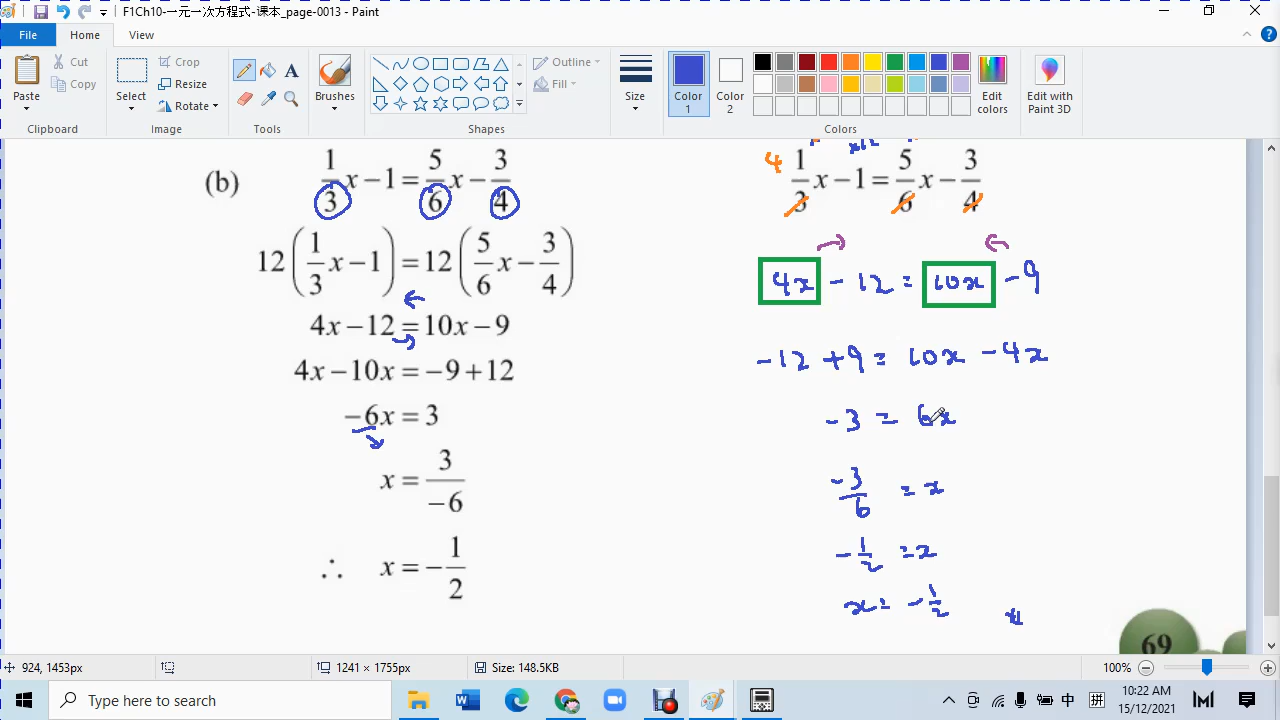 F1Ch10-一元一次方程式-课本_page-0013 - Paint
File Home View
Paste Cut Copy Clipboard
Select Crop Resize Rotate Image
A Tools
Brushes
Outline Fill Shapes
Size
Color 1 Color 2 Edit colors Colors
Edit with Paint 3D
(b) 1/3 x − 1 = 5/6 x − 3/4
12(1/3 x − 1) = 12(5/6 x − 3/4)
4x − 12 = 10x − 9
4x − 10x = −9 + 12
−6x = 3
x = 3/−6
∴ x = − 1/2
4 1/3 x − 1 = 5/6 x − 3/4
4x - 12 = 10x - 9
-12 + 9 = 10x - 4x
-3 = 6x
-3/6 = x
-1/2 = x
x = -1/2
69
924, 1453px 1241 × 1755px Size: 148.5KB 100%
Type here to search
中 拼 10:22 AM
15/12/2021